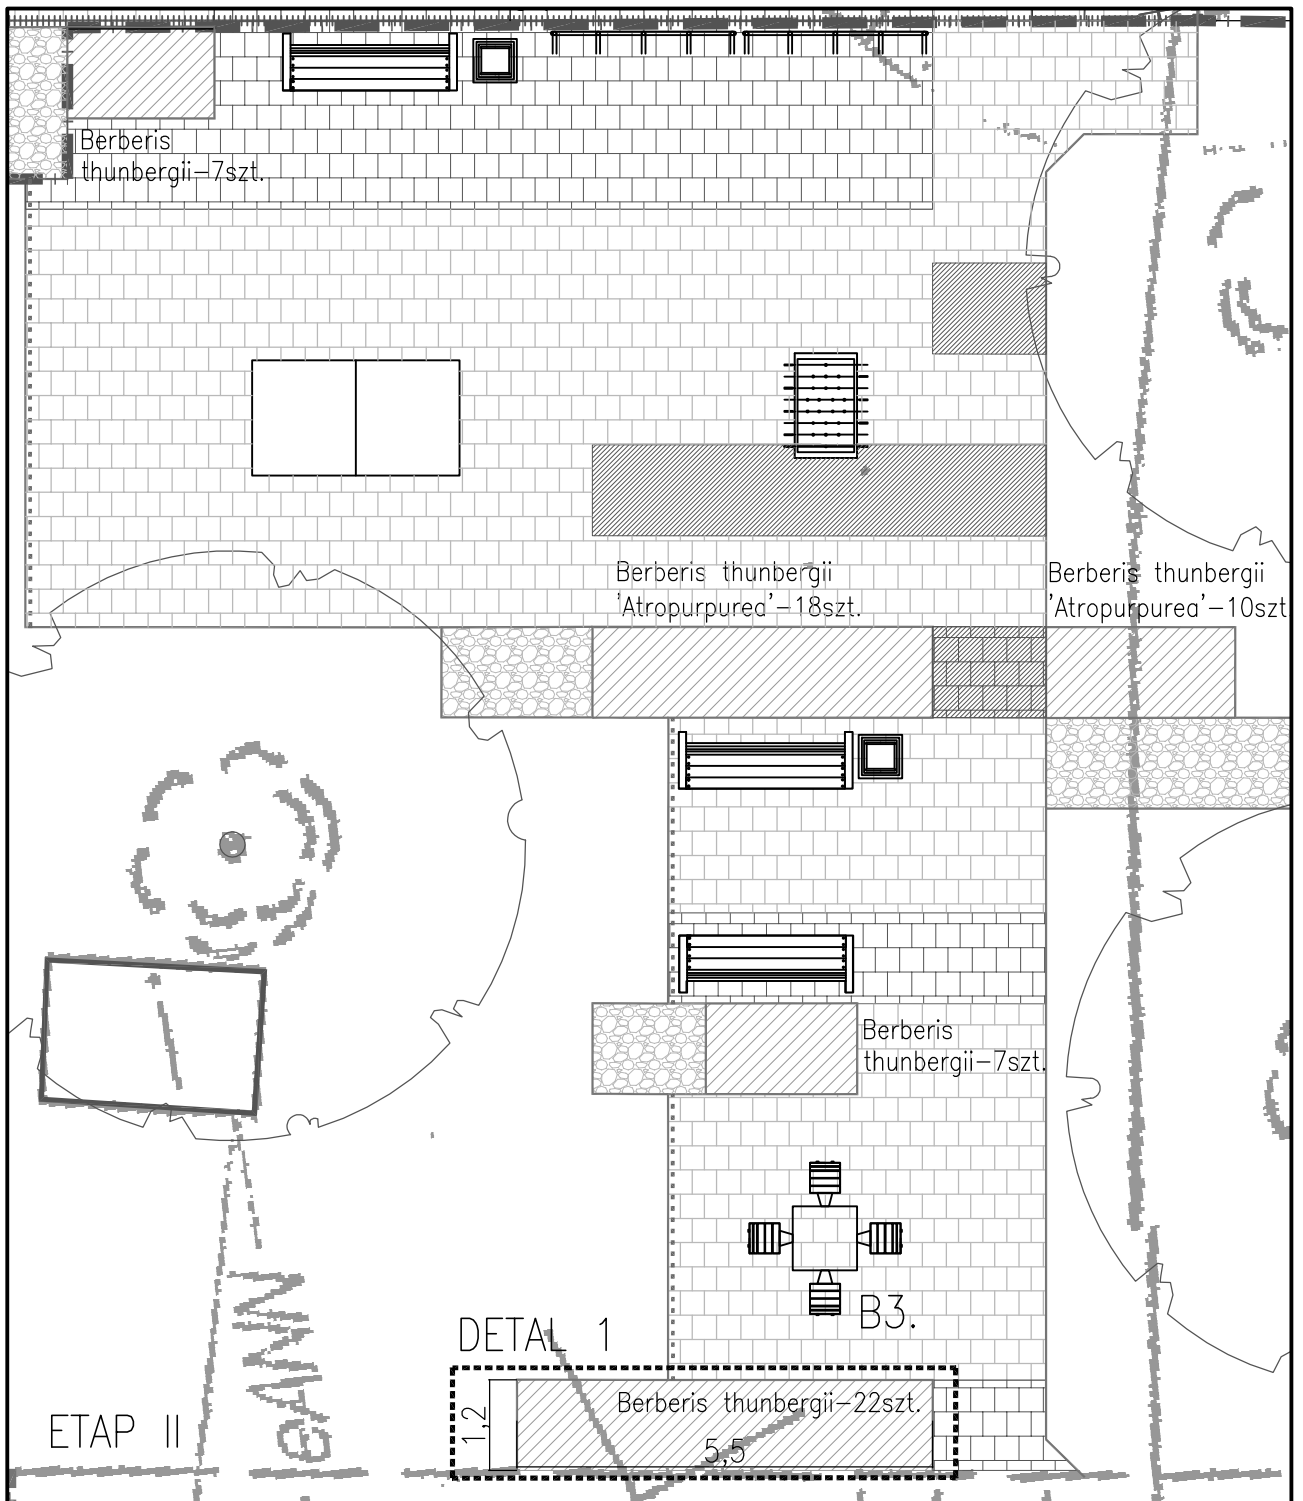 Berberis
thunbergii-7szt.
Berberis thunbergii
'Atropurpurea'-18szt.
Berberis thunbergii
'Atropurpurea'-10szt
Berberis
thunbergii-7szt.
B3.
DETAL 1
Berberis thunbergii-22szt.
1,2
5,5
ETAP II